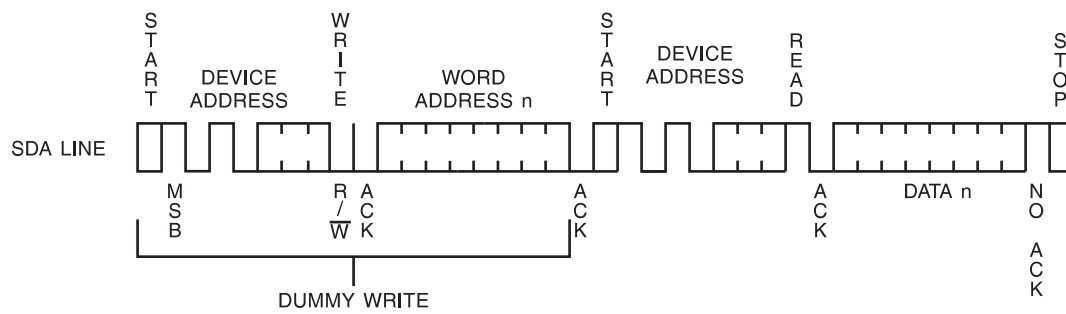 START
DEVICE
ADDRESS
WRITE
WORD
ADDRESS n
START
DEVICE
ADDRESS
READ
STOP
SDA LINE
MSB
R/W
ACK
ACK
ACK
DATA n
NO ACK
DUMMY WRITE